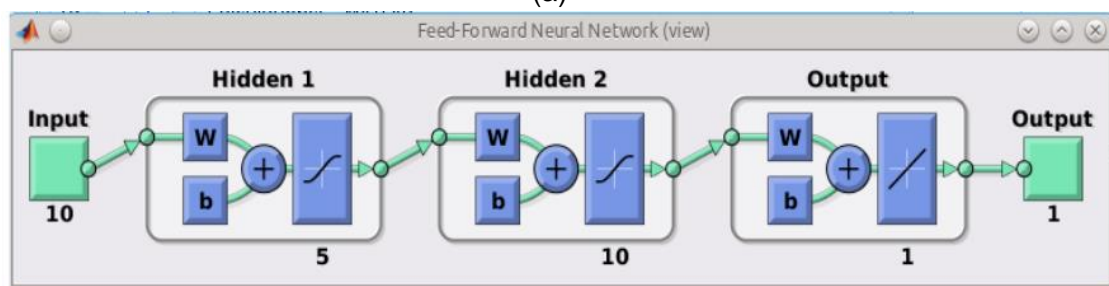 (a)
Feed-Forward Neural Network (view)
Hidden 1
Hidden 2
Output
Input
Output
W
b
+
W
b
+
W
b
+
10
5
10
1
1